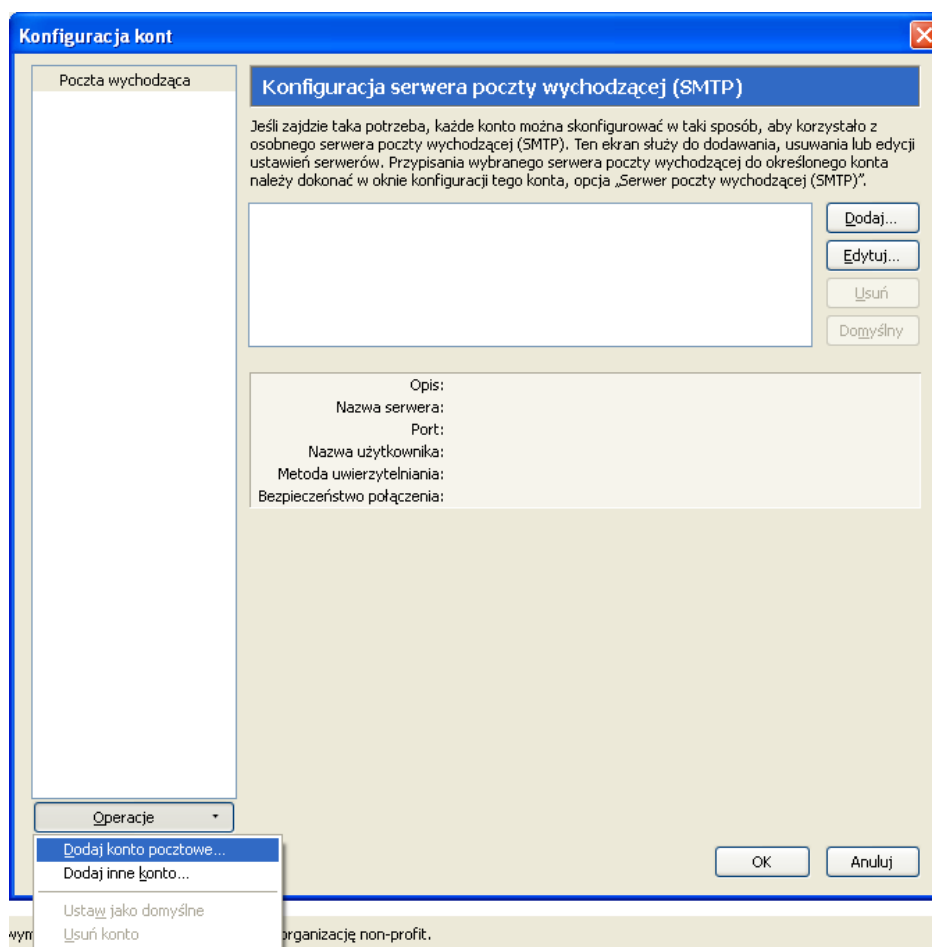 Konfiguracja kont
Poczta wychodząca
Konfiguracja serwera poczty wychodzącej (SMTP)
Jeśli zajdzie taka potrzeba, każde konto można skonfigurować w taki sposób, aby korzystało z
osobnego serwera poczty wychodzącej (SMTP). Ten ekran służy do dodawania, usuwania lub edycji
ustawień serwerów. Przypisania wybranego serwera poczty wychodzącej do określonego konta
należy dokonać w oknie konfiguracji tego konta, opcja „Serwer poczty wychodzącej (SMTP)”.
Dodaj...
Edytuj...
Usuń
Domyślny
Opis:
Nazwa serwera:
Port:
Nazwa użytkownika:
Metoda uwierzytelniania:
Bezpieczeństwo połączenia:
Operacje
Dodaj konto pocztowe...
Dodaj inne konto...
Ustaw jako domyślne
Usuń konto
OK
Anuluj
organizację non-profit.